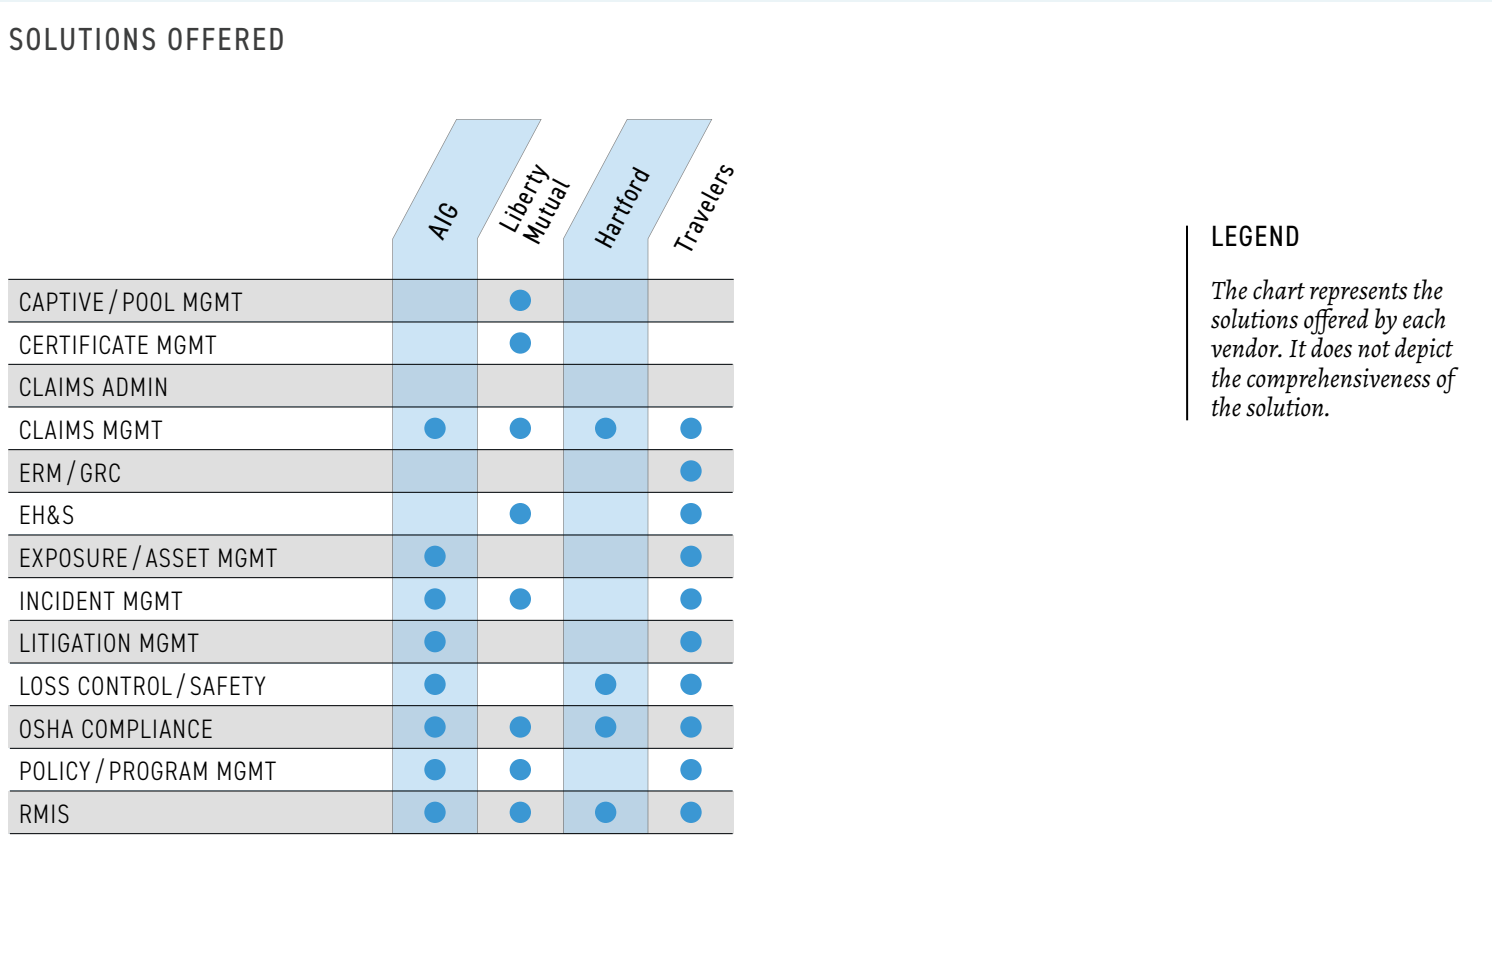 SOLUTIONS OFFERED
AIG
Liberty
Mutual
Hartford
Travelers
CAPTIVE / POOL MGMT
CERTIFICATE MGMT
CLAIMS ADMIN
CLAIMS MGMT
ERM / GRC
EH&S
EXPOSURE / ASSET MGMT
INCIDENT MGMT
LITIGATION MGMT
LOSS CONTROL / SAFETY
OSHA COMPLIANCE
POLICY / PROGRAM MGMT
RMIS
LEGEND
The chart represents the
solutions offered by each
vendor. It does not depict
the comprehensiveness of
the solution.